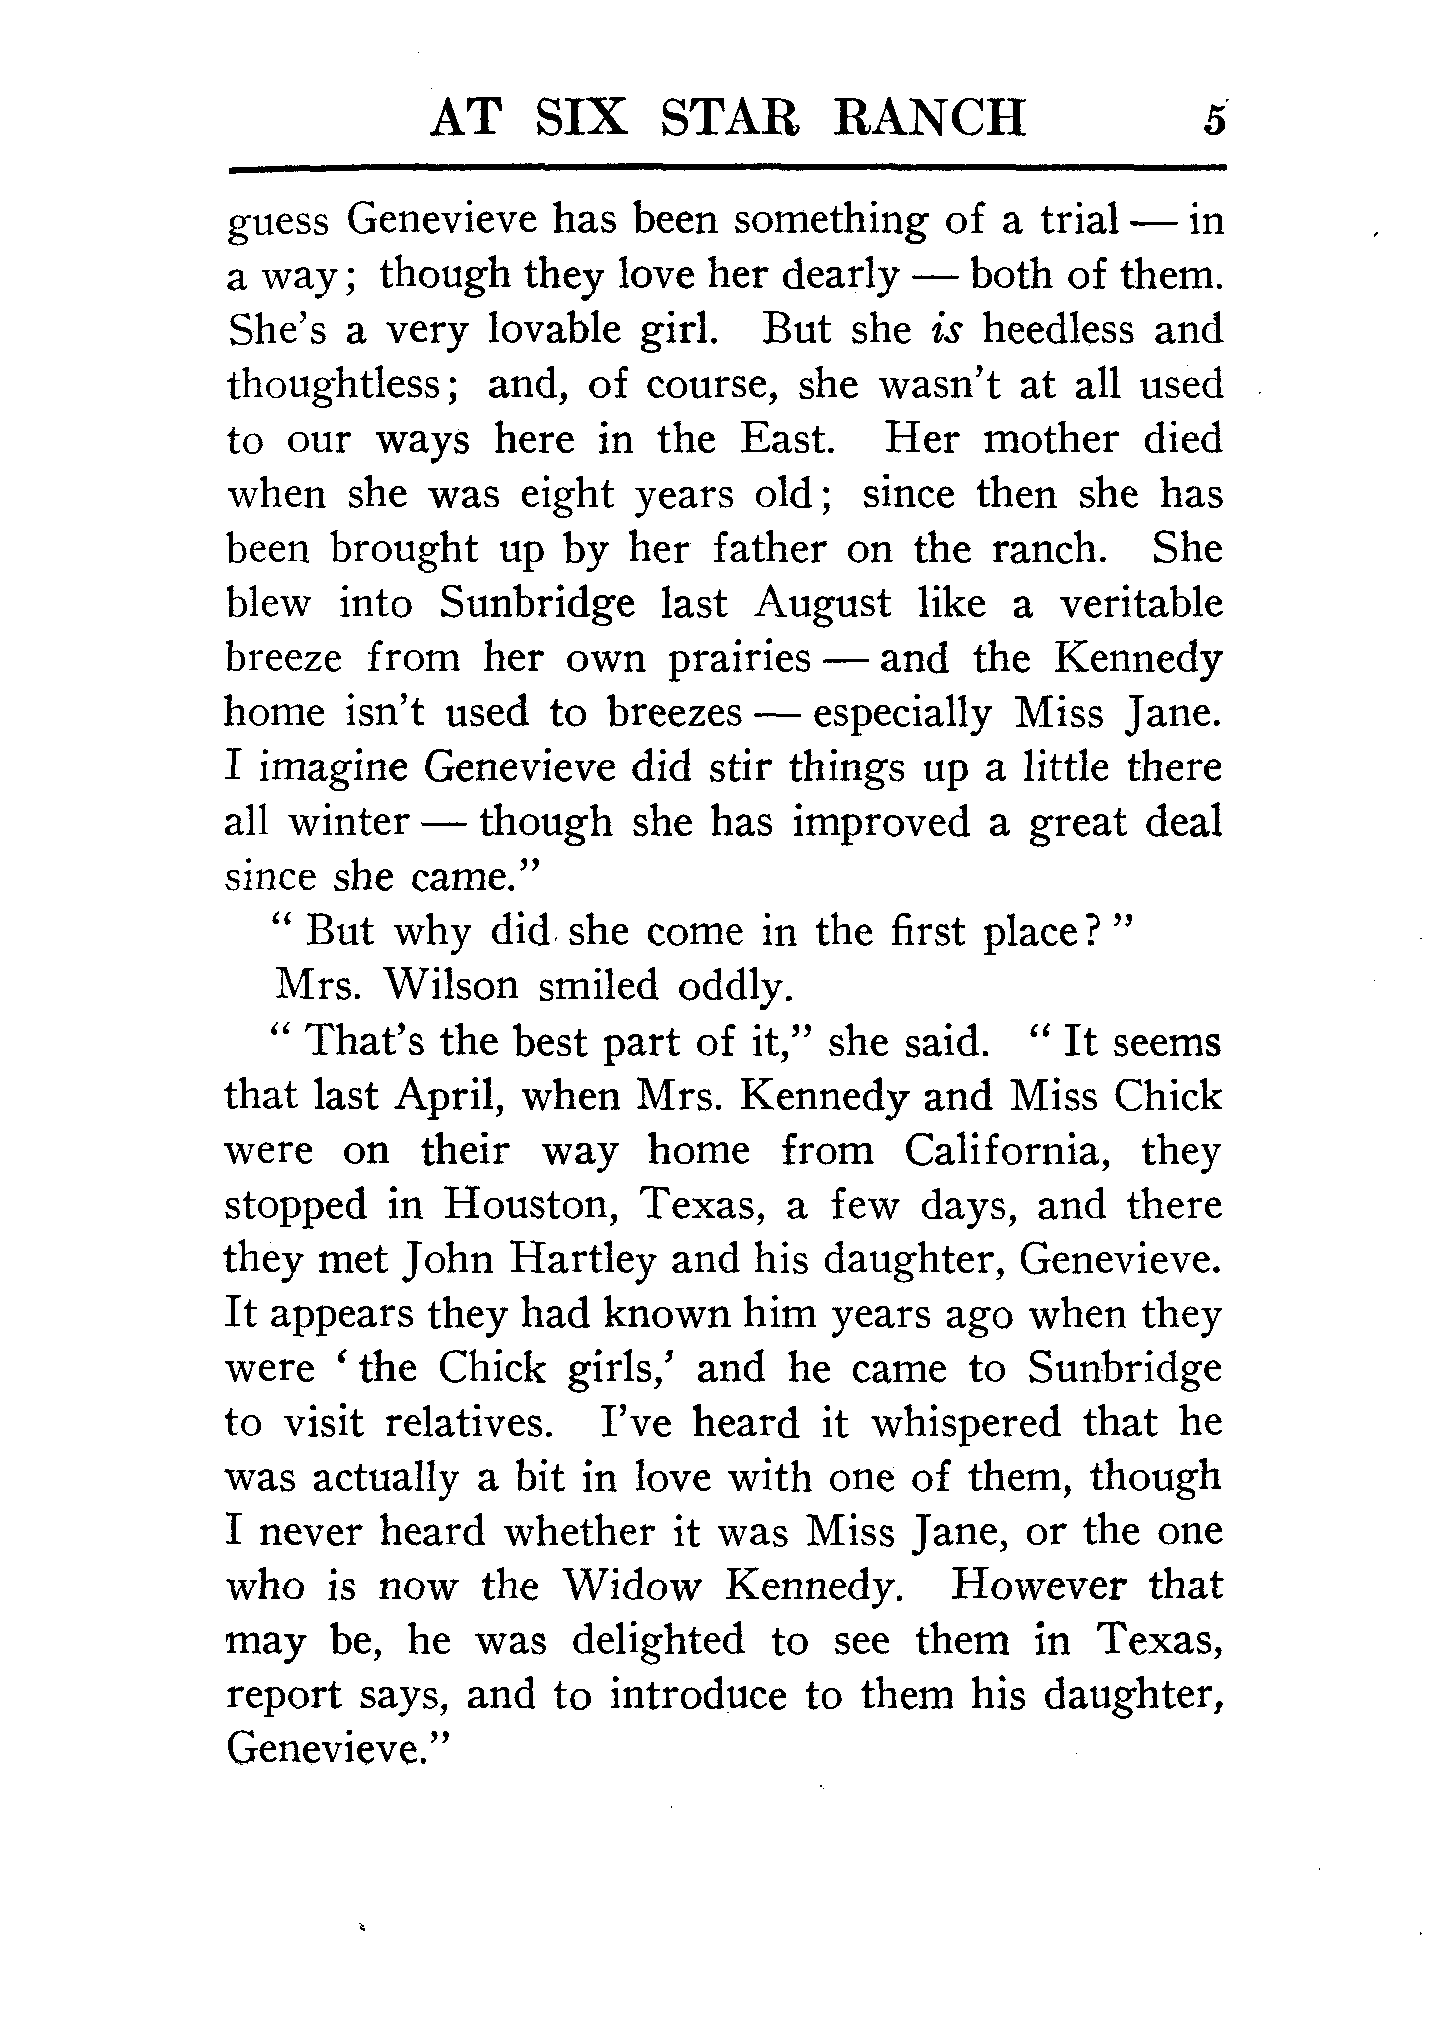 AT SIX STAR RANCH 5
guess Genevieve has been something of a trial — in
a way; though they love her dearly — both of them.
She's a very lovable girl. But she is heedless and
thoughtless; and, of course, she wasn't at all used
to our ways here in the East. Her mother died
when she was eight years old; since then she has
been brought up by her father on the ranch. She
blew into Sunbridge last August like a veritable
breeze from her own prairies — and the Kennedy
home isn't used to breezes — especially Miss Jane.
I imagine Genevieve did stir things up a little there
all winter — though she has improved a great deal
since she came."
" But why did she come in the first place? "
Mrs. Wilson smiled oddly.
" That's the best part of it," she said. " It seems
that last April, when Mrs. Kennedy and Miss Chick
were on their way home from California, they
stopped in Houston, Texas, a few days, and there
they met John Hartley and his daughter, Genevieve.
It appears they had known him years ago when they
were ' the Chick girls,' and he came to Sunbridge
to visit relatives. I've heard it whispered that he
was actually a bit in love with one of them, though
I never heard whether it was Miss Jane, or the one
who is now the Widow Kennedy. However that
may be, he was delighted to see them in Texas,
report says, and to introduce to them his daughter,
Genevieve."